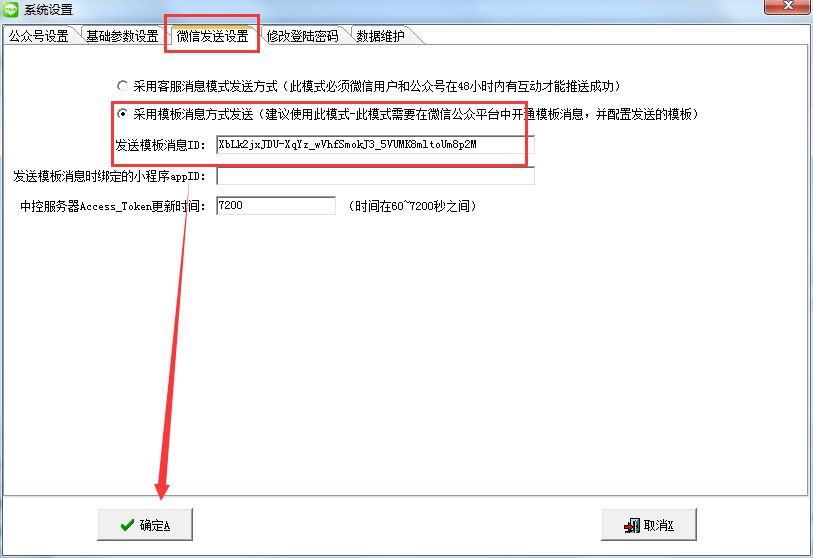 系统设置
公众号设置 基础参数设置 微信发送设置 修改登陆密码 数据维护
采用客服消息模式发送方式（此模式必须微信用户和公众号在48小时内有互动才能推送成功）
采用模板消息方式发送（建议使用此模式-此模式需要在微信公众平台中开通模板消息，并配置发送的模板）
发送模板消息ID： XbLk2jxJDU-XqYz_wVhfSmokJ3_5VUMK8mltoUm8p2M
发送模板消息时绑定的小程序appID：
中控服务器Access_Token更新时间： 7200 （时间在60~7200秒之间）
确定A 取消X